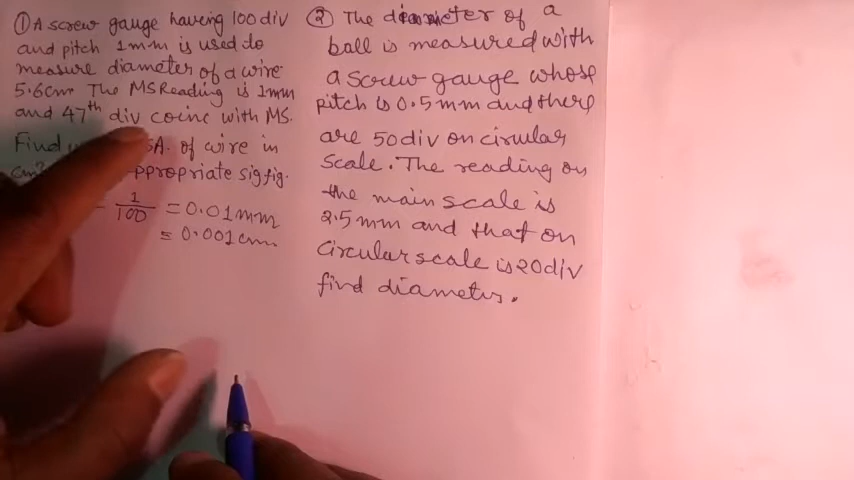 ① A screw gauge having 100 div
and pitch 1mm is used to
measure diameter of a wire
5.6cm The MS Reading is 1mm
and 47th div coinc with MS.
Find A. of wire in
ppropriate sig fig.
1/100 = 0.01mm
= 0.001cm
② The diameter of a
ball is measured with
a screw gauge whose
pitch is 0.5mm and there
are 50 div on circular
scale. The reading on
the main scale is
2.5mm and that on
circular scale is 20 div
find diameter.